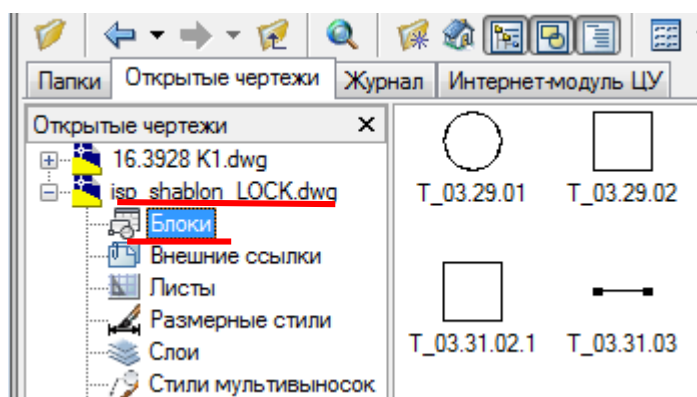 Папки Открытые чертежи Журнал Интернет-модуль ЦУ
Открытые чертежи
16.3928 К1.dwg
isp_shablon_LOCK.dwg
Блоки
Внешние ссылки
Листы
Размерные стили
Слои
Стили мультивыносок
T_03.29.01 T_03.29.02
T_03.31.02.1 T_03.31.03